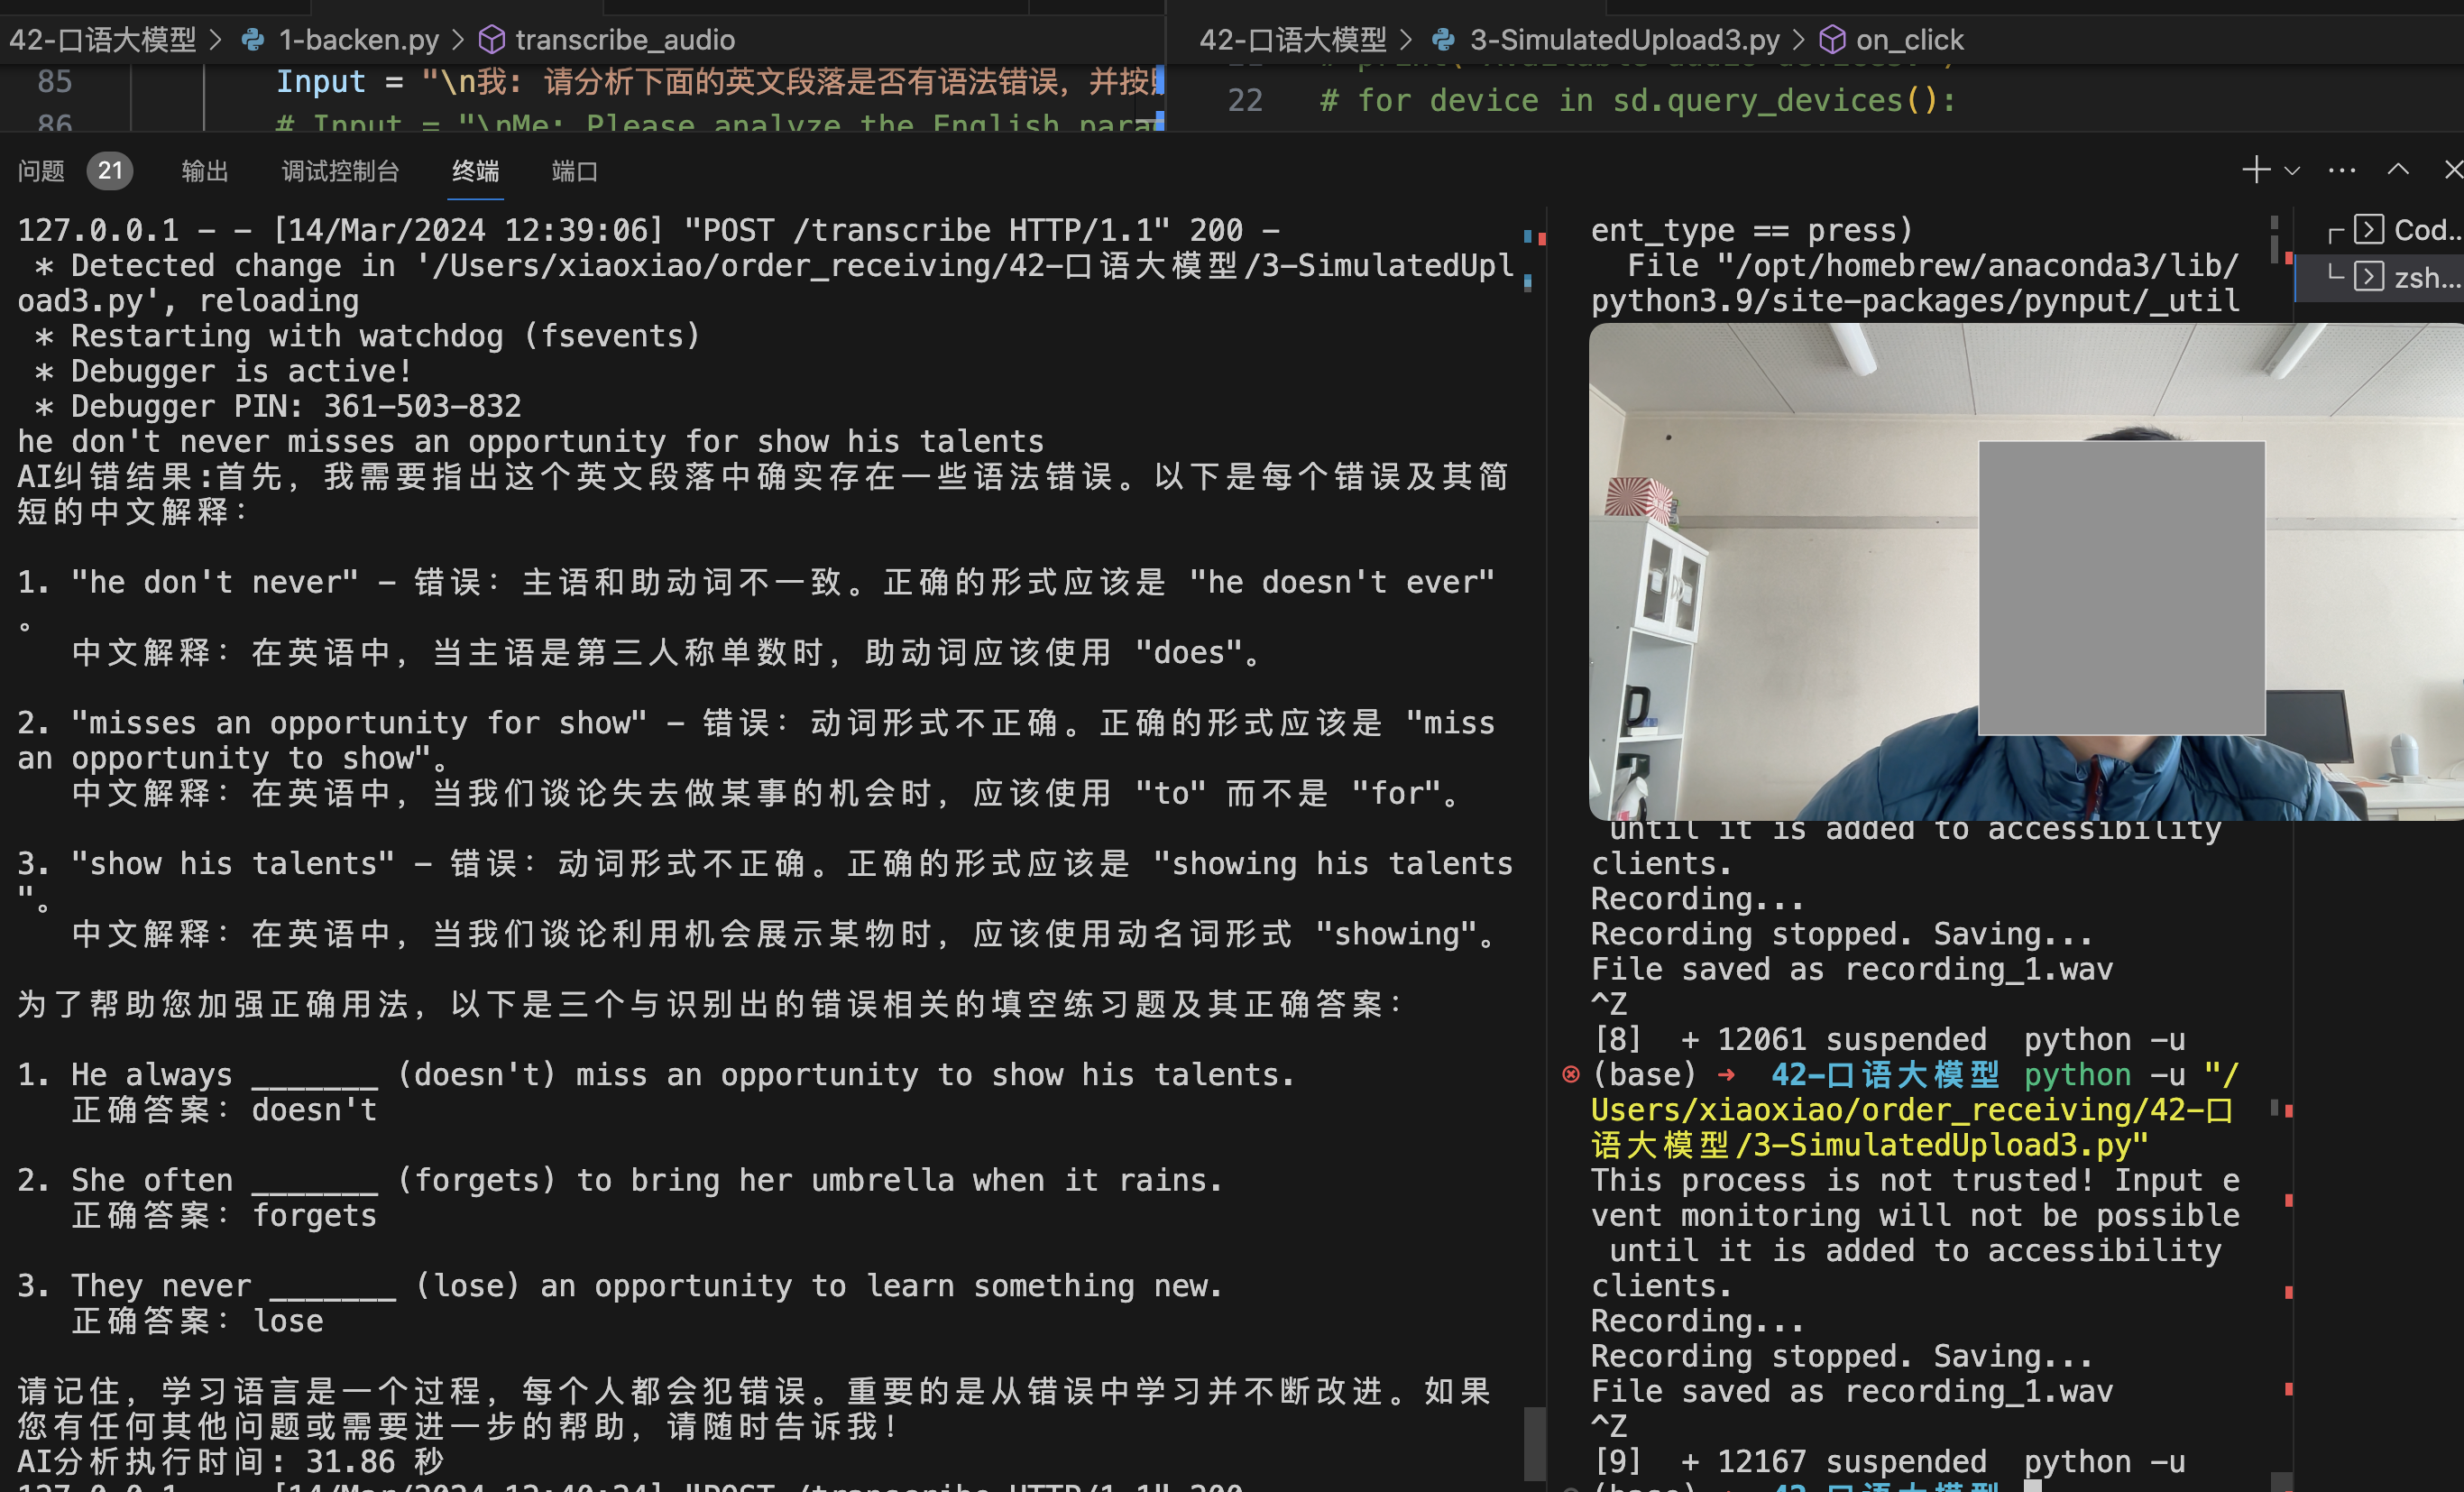 42-口语大模型 > 1-backen.py > transcribe_audio
85 Input = "\n我: 请分析下面的英文段落是否有语法错误, 并按
86 # Input = "\nMe: Please analyze the English para
42-口语大模型 > 3-SimulatedUpload3.py > on_click
22 # for device in sd.query_devices():
问题 21 输出 调试控制台 终端 端口
127.0.0.1 - - [14/Mar/2024 12:39:06] "POST /transcribe HTTP/1.1" 200 -
* Detected change in '/Users/xiaoxiao/order_receiving/42-口语大模型/3-SimulatedUpl
oad3.py', reloading
* Restarting with watchdog (fsevents)
* Debugger is active!
* Debugger PIN: 361-503-832
he don't never misses an opportunity for show his talents
AI纠错结果:首先, 我需要指出这个英文段落中确实存在一些语法错误。以下是每个错误及其简
短的中文解释:
1. "he don't never" - 错误: 主语和助动词不一致。正确的形式应该是 "he doesn't ever"
。
中文解释: 在英语中, 当主语是第三人称单数时, 助动词应该使用 "does"。
2. "misses an opportunity for show" - 错误: 动词形式不正确。正确的形式应该是 "miss
an opportunity to show"。
中文解释: 在英语中, 当我们谈论失去做某事的机会时, 应该使用 "to" 而不是 "for"。
3. "show his talents" - 错误: 动词形式不正确。正确的形式应该是 "showing his talents
"。
中文解释: 在英语中, 当我们谈论利用机会展示某物时, 应该使用动名词形式 "showing"。
为了帮助您加强正确用法, 以下是三个与识别出的错误相关的填空练习题及其正确答案:
1. He always _______ (doesn't) miss an opportunity to show his talents.
正确答案: doesn't
2. She often _______ (forgets) to bring her umbrella when it rains.
正确答案: forgets
3. They never _______ (lose) an opportunity to learn something new.
正确答案: lose
请记住, 学习语言是一个过程, 每个人都会犯错误。重要的是从错误中学习并不断改进。如果
您有任何其他问题或需要进一步的帮助, 请随时告诉我!
AI分析执行时间: 31.86 秒
127.0.0.1 - - [14/Mar/2024 12:40:24] "POST /transcribe HTTP/1.1" 200
ent_type == press)
File "/opt/homebrew/anaconda3/lib/
python3.9/site-packages/pynput/_util
until it is added to accessibility
clients.
Recording...
Recording stopped. Saving...
File saved as recording_1.wav
^Z
[8] + 12061 suspended python -u
(base) ➜ 42-口语大模型 python -u "/
Users/xiaoxiao/order_receiving/42-口
语大模型/3-SimulatedUpload3.py"
This process is not trusted! Input e
vent monitoring will not be possible
until it is added to accessibility
clients.
Recording...
Recording stopped. Saving...
File saved as recording_1.wav
^Z
[9] + 12167 suspended python -u
(base) ➜ 42-口语大模型
Cod...
zsh...